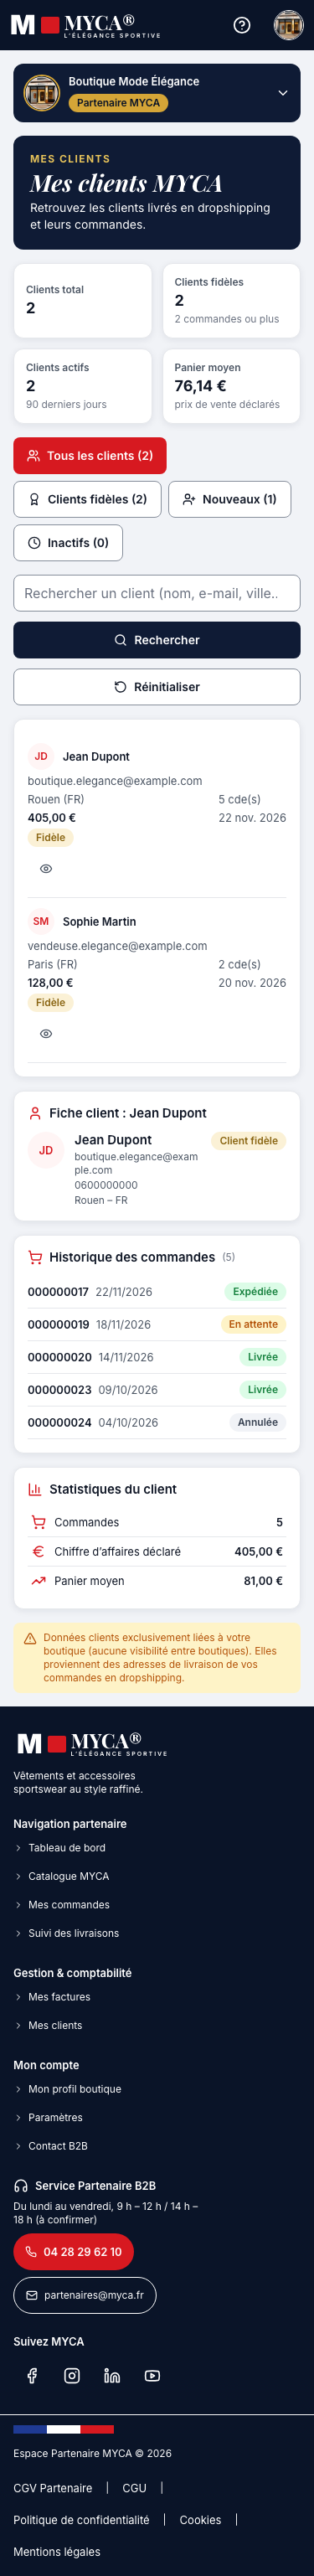 M MYCA®
L'ÉLÉGANCE SPORTIVE
Boutique Mode Élégance
Partenaire MYCA
MES CLIENTS
Mes clients MYCA
Retrouvez les clients livrés en dropshipping
et leurs commandes.
Clients total
2
Clients fidèles
2
2 commandes ou plus
Clients actifs
2
90 derniers jours
Panier moyen
76,14 €
prix de vente déclarés
Tous les clients (2)
Clients fidèles (2)
Nouveaux (1)
Inactifs (0)
Rechercher un client (nom, e-mail, ville..
Rechercher
Réinitialiser
JD Jean Dupont
boutique.elegance@example.com
Rouen (FR) 5 cde(s)
405,00 € 22 nov. 2026
Fidèle
SM Sophie Martin
vendeuse.elegance@example.com
Paris (FR) 2 cde(s)
128,00 € 20 nov. 2026
Fidèle
Fiche client : Jean Dupont
JD
Jean Dupont
Client fidèle
boutique.elegance@exam
ple.com
0600000000
Rouen – FR
Historique des commandes (5)
000000017 22/11/2026 Expédiée
000000019 18/11/2026 En attente
000000020 14/11/2026 Livrée
000000023 09/10/2026 Livrée
000000024 04/10/2026 Annulée
Statistiques du client
Commandes 5
Chiffre d’affaires déclaré 405,00 €
Panier moyen 81,00 €
Données clients exclusivement liées à votre
boutique (aucune visibilité entre boutiques). Elles
proviennent des adresses de livraison de vos
commandes en dropshipping.
M MYCA®
L'ÉLÉGANCE SPORTIVE
Vêtements et accessoires
sportswear au style raffiné.
Navigation partenaire
Tableau de bord
Catalogue MYCA
Mes commandes
Suivi des livraisons
Gestion & comptabilité
Mes factures
Mes clients
Mon compte
Mon profil boutique
Paramètres
Contact B2B
Service Partenaire B2B
Du lundi au vendredi, 9 h – 12 h / 14 h –
18 h (à confirmer)
04 28 29 62 10
partenaires@myca.fr
Suivez MYCA
Espace Partenaire MYCA © 2026
CGV Partenaire | CGU |
Politique de confidentialité | Cookies |
Mentions légales